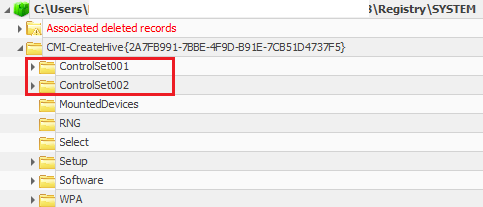 C:\Users\ 3\Registry\SYSTEM
Associated deleted records
CMI-CreateHive{2A7FB991-7BBE-4F9D-B91E-7CB51D4737F5}
ControlSet001
ControlSet002
MountedDevices
RNG
Select
Setup
Software
WPA